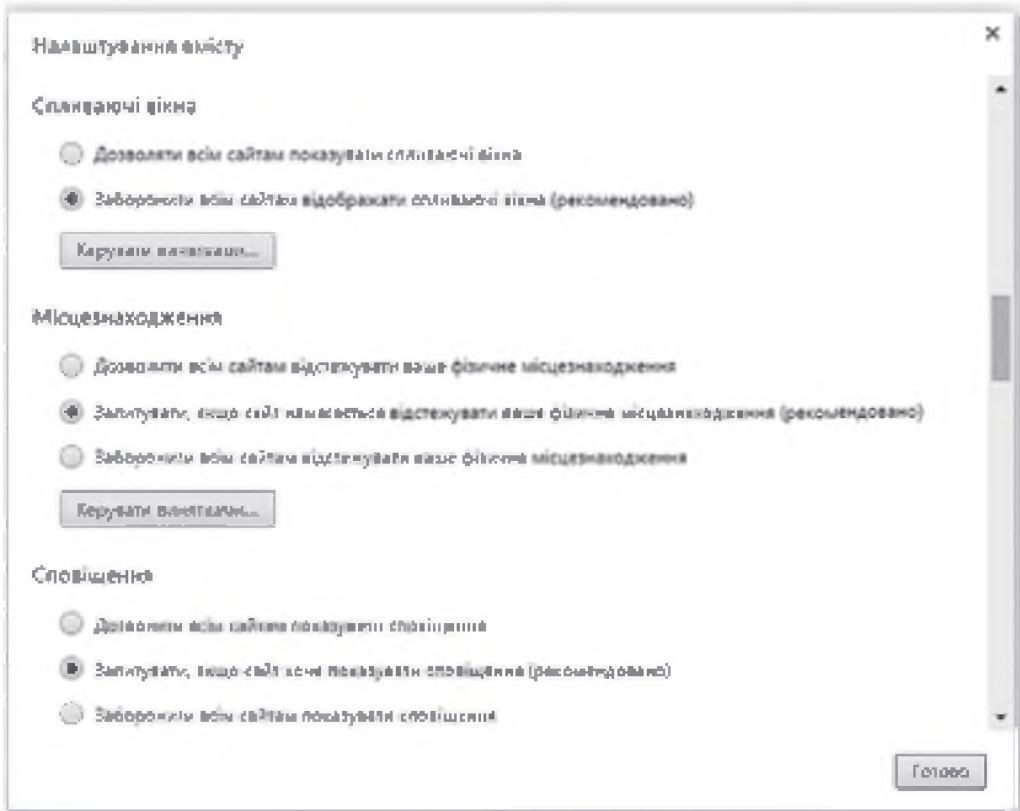 Налаштування вмісту
Спливаючі вікна
Дозволяти всім сайтам показувати спливаючі вікна
Заборонити всім сайтам відображати спливаючі вікна (рекомендовано)
Керувати винятками...
Місцезнаходження
Дозволити всім сайтам відстежувати ваше фізичне місцезнаходження
Запитувати, якщо сайт намагається відстежувати ваше фізичне місцезнаходження (рекомендовано)
Заборонити всім сайтам відстежувати ваше фізичне місцезнаходження
Керувати винятками...
Сповіщення
Дозволити всім сайтам показувати сповіщення
Запитувати, якщо сайт хоче показувати сповіщення (рекомендовано)
Заборонити всім сайтам показувати сповіщення
Готово